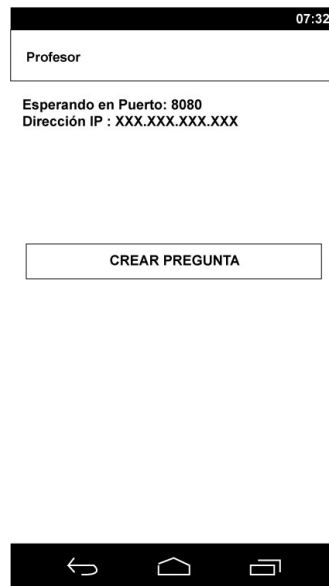 07:32
Profesor
Esperando en Puerto: 8080
Dirección IP : XXX.XXX.XXX.XXX
CREAR PREGUNTA